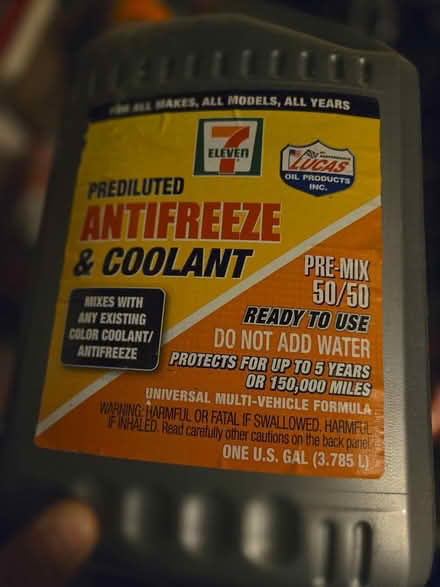 FOR ALL MAKES, ALL MODELS, ALL YEARS
7
ELEVEN
LUCAS
OIL PRODUCTS
INC.
PREDILUTED
ANTIFREEZE
& COOLANT
PRE-MIX
50/50
MIXES WITH
ANY EXISTING
COLOR COOLANT/
ANTIFREEZE
READY TO USE
DO NOT ADD WATER
PROTECTS FOR UP TO 5 YEARS
OR 150,000 MILES
UNIVERSAL MULTI-VEHICLE FORMULA
WARNING: HARMFUL OR FATAL IF SWALLOWED. HARMFUL
IF INHALED. Read carefully other cautions on the back panel.
ONE U.S. GAL (3.785 L)